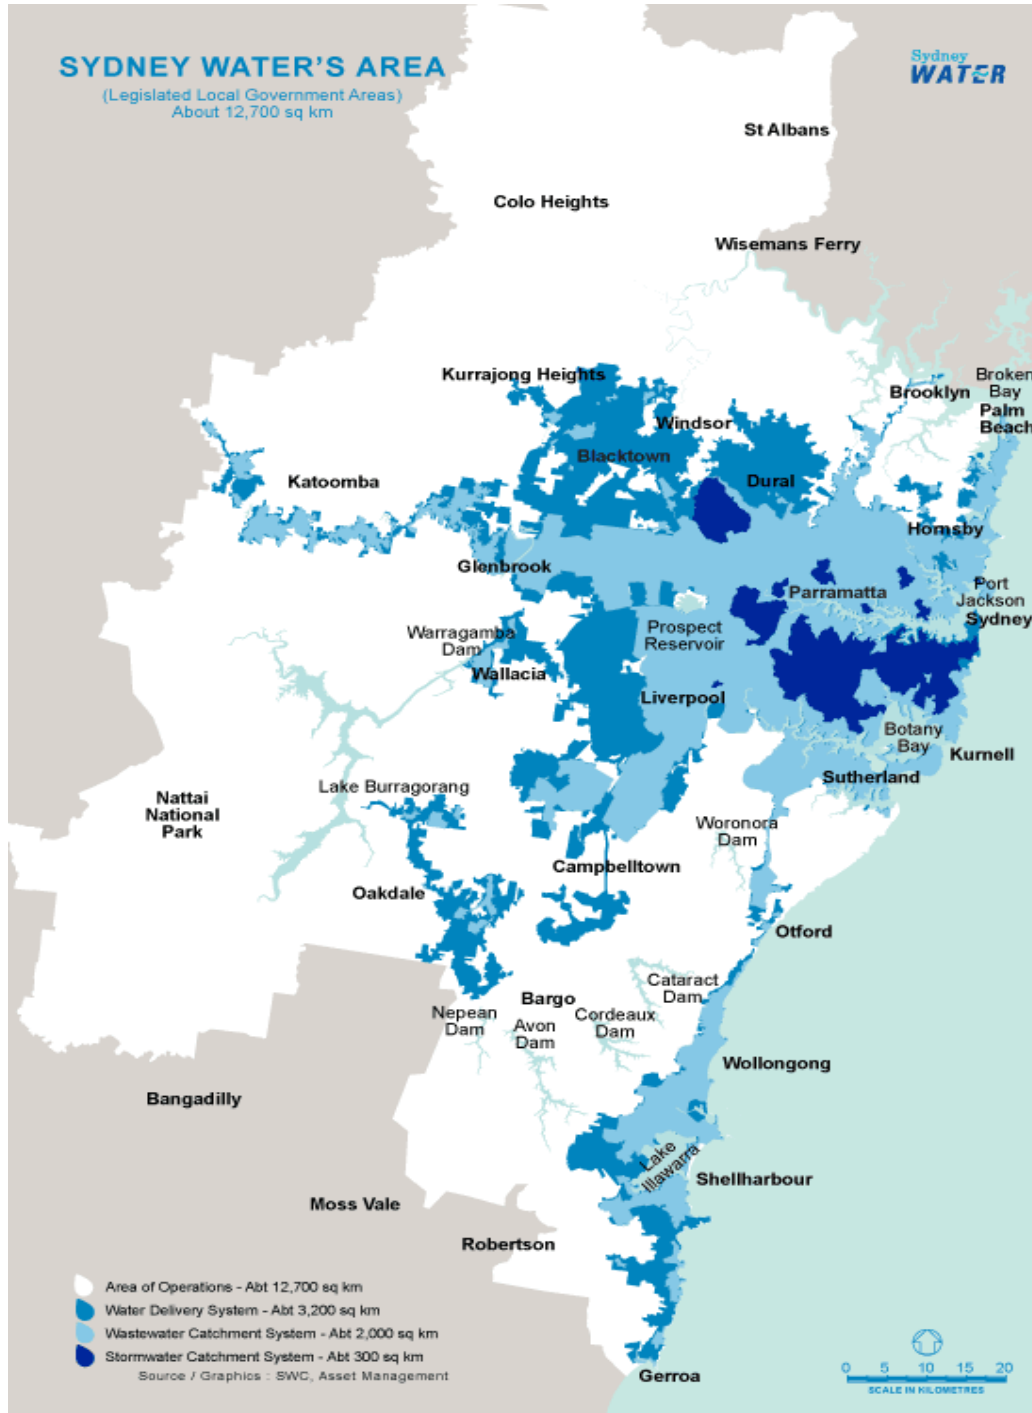 SYDNEY WATER'S AREA
(Legislated Local Government Areas)
About 12,700 sq km
Sydney
WATER
St Albans
Colo Heights
Wisemans Ferry
Kurrajong Heights
Broken
Bay
Brooklyn
Palm
Beach
Windsor
Blacktown
Katoomba
Dural
Hornsby
Glenbrook
Port
Jackson
Parramatta
Sydney
Warragamba
Dam
Prospect
Reservoir
Wallacia
Liverpool
Botany
Bay
Kurnell
Sutherland
Lake Burragorang
Nattai
National
Park
Woronora
Dam
Campbelltown
Oakdale
Otford
Cataract
Dam
Bargo
Nepean
Dam
Avon
Dam
Cordeaux
Dam
Wollongong
Bangadilly
Lake
Illawarra
Shellharbour
Moss Vale
Robertson
Area of Operations - Abt 12,700 sq km
Water Delivery System - Abt 3,200 sq km
Wastewater Catchment System - Abt 2,000 sq km
Stormwater Catchment System - Abt 300 sq km
Source / Graphics : SWC, Asset Management
Gerroa
0 5 10 15 20
SCALE IN KILOMETRES